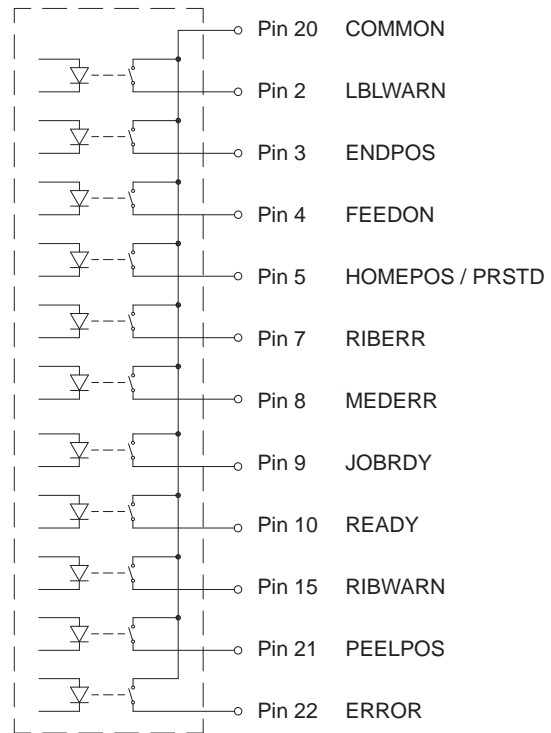 Pin 20 COMMON
Pin 2 LBLWARN
Pin 3 ENDPOS
Pin 4 FEEDON
Pin 5 HOMEPOS / PRSTD
Pin 7 RIBERR
Pin 8 MEDERR
Pin 9 JOBRDY
Pin 10 READY
Pin 15 RIBWARN
Pin 21 PEELPOS
Pin 22 ERROR